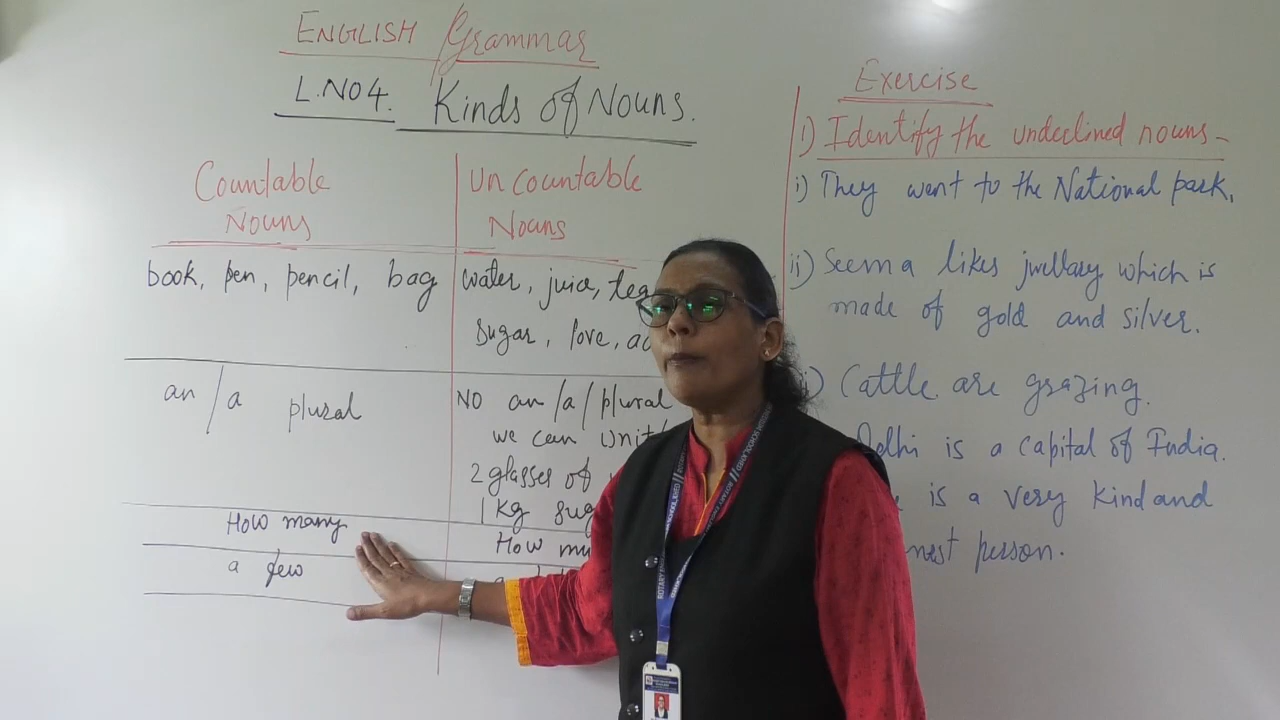 ENGLISH Grammar
L.NO4. Kinds of Nouns.
Countable
Nouns
Un Countable
Nouns
book, pen, pencil, bag
water, juice, tea
Sugar, love,
an / a plural
NO an / a / plural
we can
2 glasses of
1 kg
How many
How
a few
Exercise
1) Identify the undeclined nouns -
i) They went to the National park.
ii) Seema likes jwellary which is
made of gold and silver.
Cattle are grazing.
is a capital of India.
is a very kind and
person.